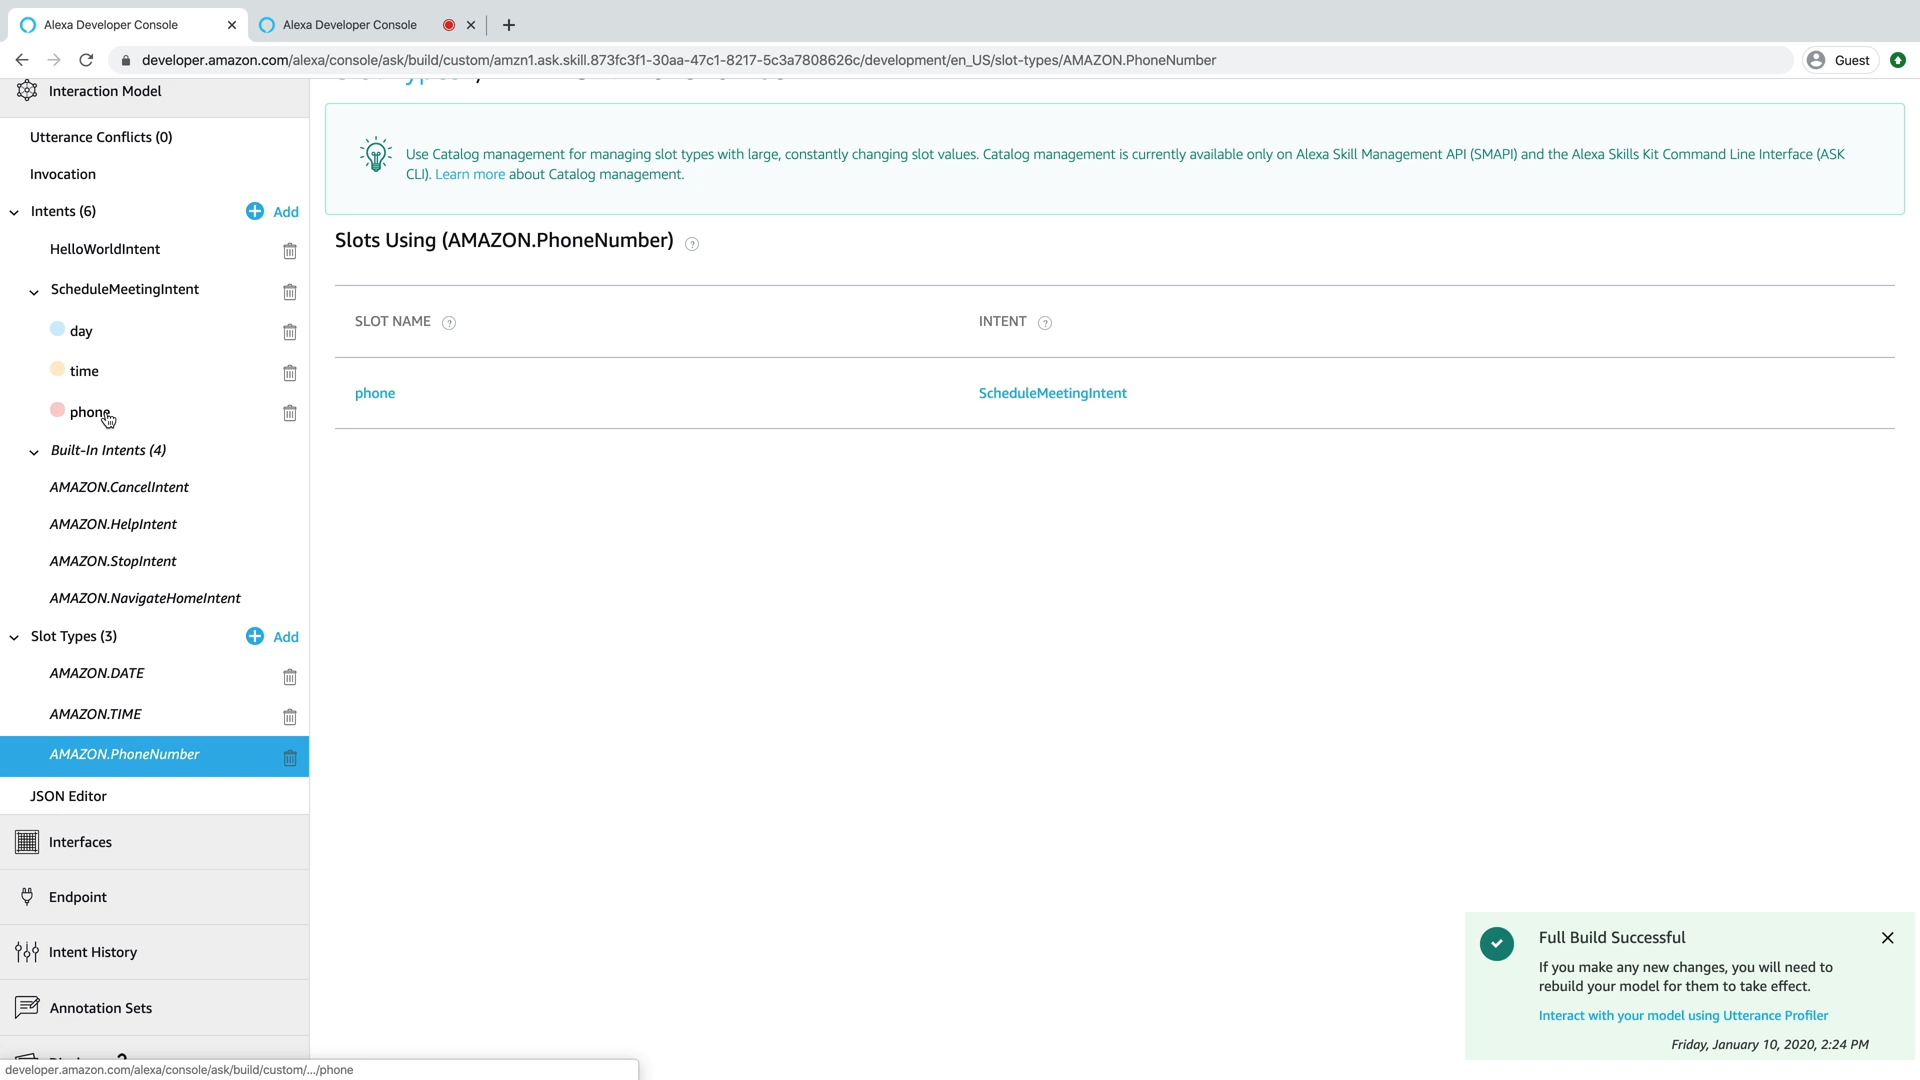 Alexa Developer Console
Alexa Developer Console
developer.amazon.com/alexa/console/ask/build/custom/amzn1.ask.skill.873fc3f1-30aa-47c1-8217-5c3a7808626c/development/en_US/slot-types/AMAZON.PhoneNumber
Guest
Interaction Model
Utterance Conflicts (0)
Invocation
Intents (6)
Add
HelloWorldIntent
ScheduleMeetingIntent
day
time
phone
Built-In Intents (4)
AMAZON.CancelIntent
AMAZON.HelpIntent
AMAZON.StopIntent
AMAZON.NavigateHomeIntent
Slot Types (3)
Add
AMAZON.DATE
AMAZON.TIME
AMAZON.PhoneNumber
JSON Editor
Interfaces
Endpoint
Intent History
Annotation Sets
developer.amazon.com/alexa/console/ask/build/custom/.../phone
Use Catalog management for managing slot types with large, constantly changing slot values. Catalog management is currently available only on Alexa Skill Management API (SMAPI) and the Alexa Skills Kit Command Line Interface (ASK
CLI). Learn more about Catalog management.
Slots Using (AMAZON.PhoneNumber) ?
SLOT NAME ?
INTENT ?
phone
ScheduleMeetingIntent
Full Build Successful
If you make any new changes, you will need to
rebuild your model for them to take effect.
Interact with your model using Utterance Profiler
Friday, January 10, 2020, 2:24 PM